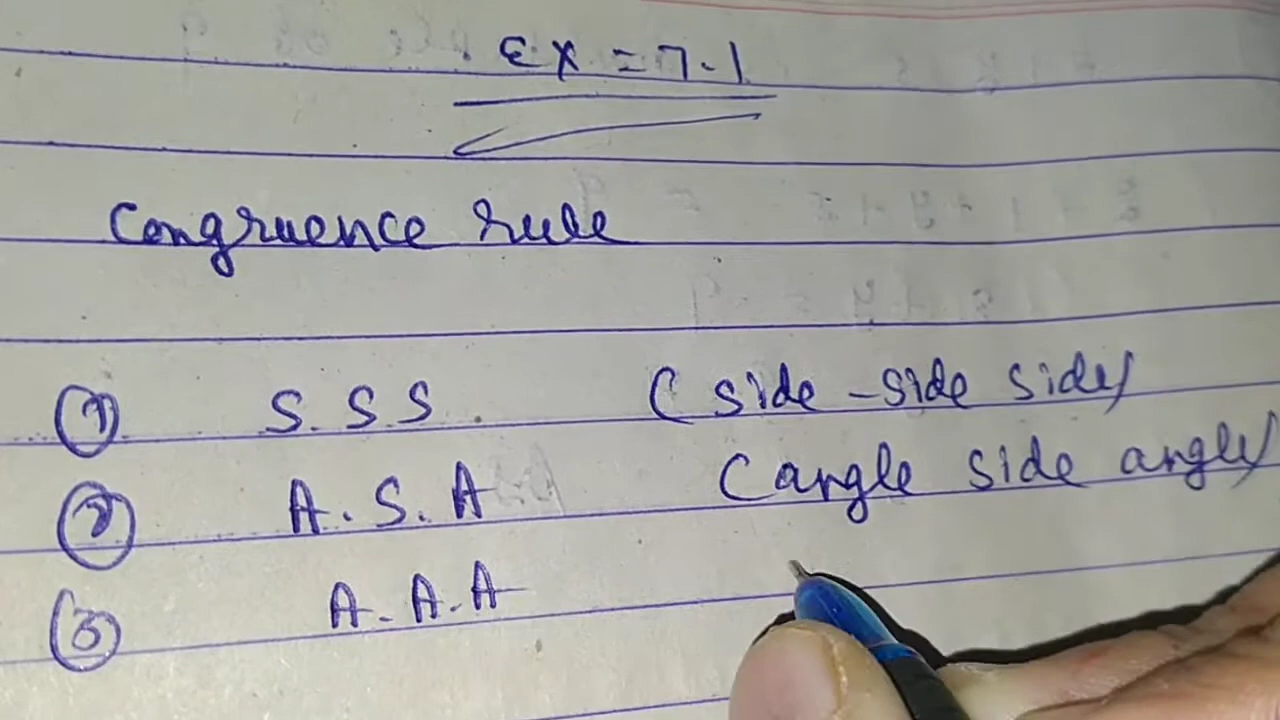 Ex = 7.1
Congruence rule
① S. S S. (side - side side)
② A. S. A (angle side angle)
③ A. A. A